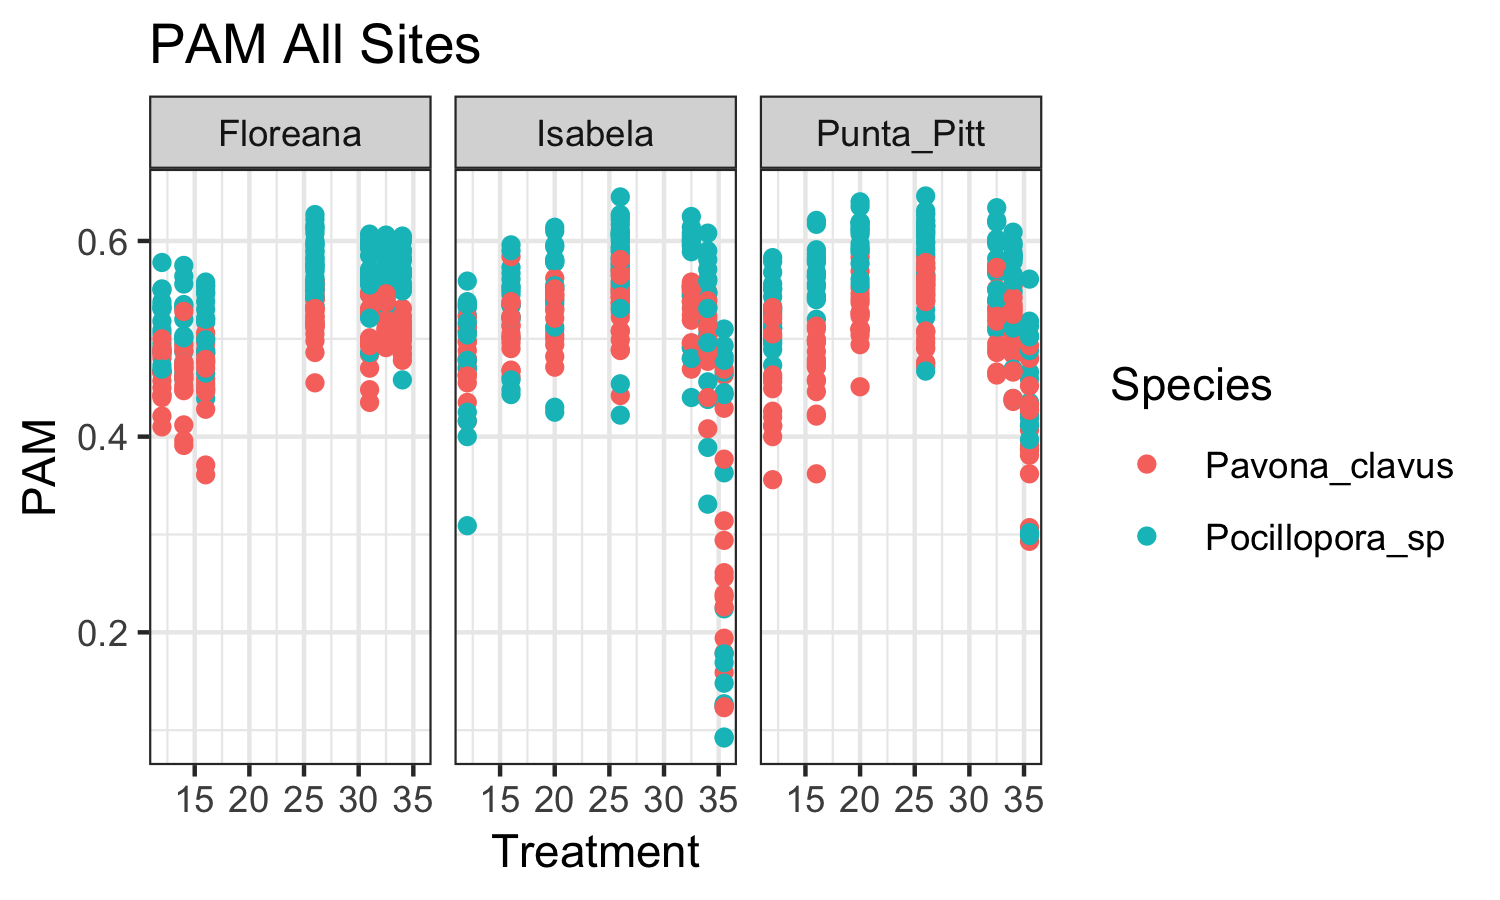 PAM All Sites
Floreana Isabela Punta_Pitt
PAM
0.6
0.4
0.2
15 20 25 30 35 15 20 25 30 35 15 20 25 30 35
Treatment
Species
Pavona_clavus
Pocillopora_sp